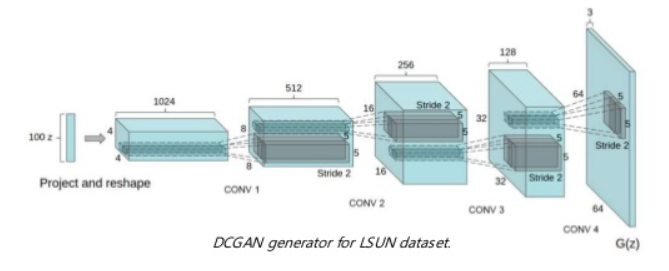 3
128
256
512
1024
64
16
Stride 2
5
8
32
5
4
5
5
100 z
5
5
4
8
Stride 2
16
5
32
Stride 2
Stride 2
5
Project and reshape
CONV 1
CONV 2
CONV 3
64
CONV 4
G(z)
DCGAN generator for LSUN dataset.